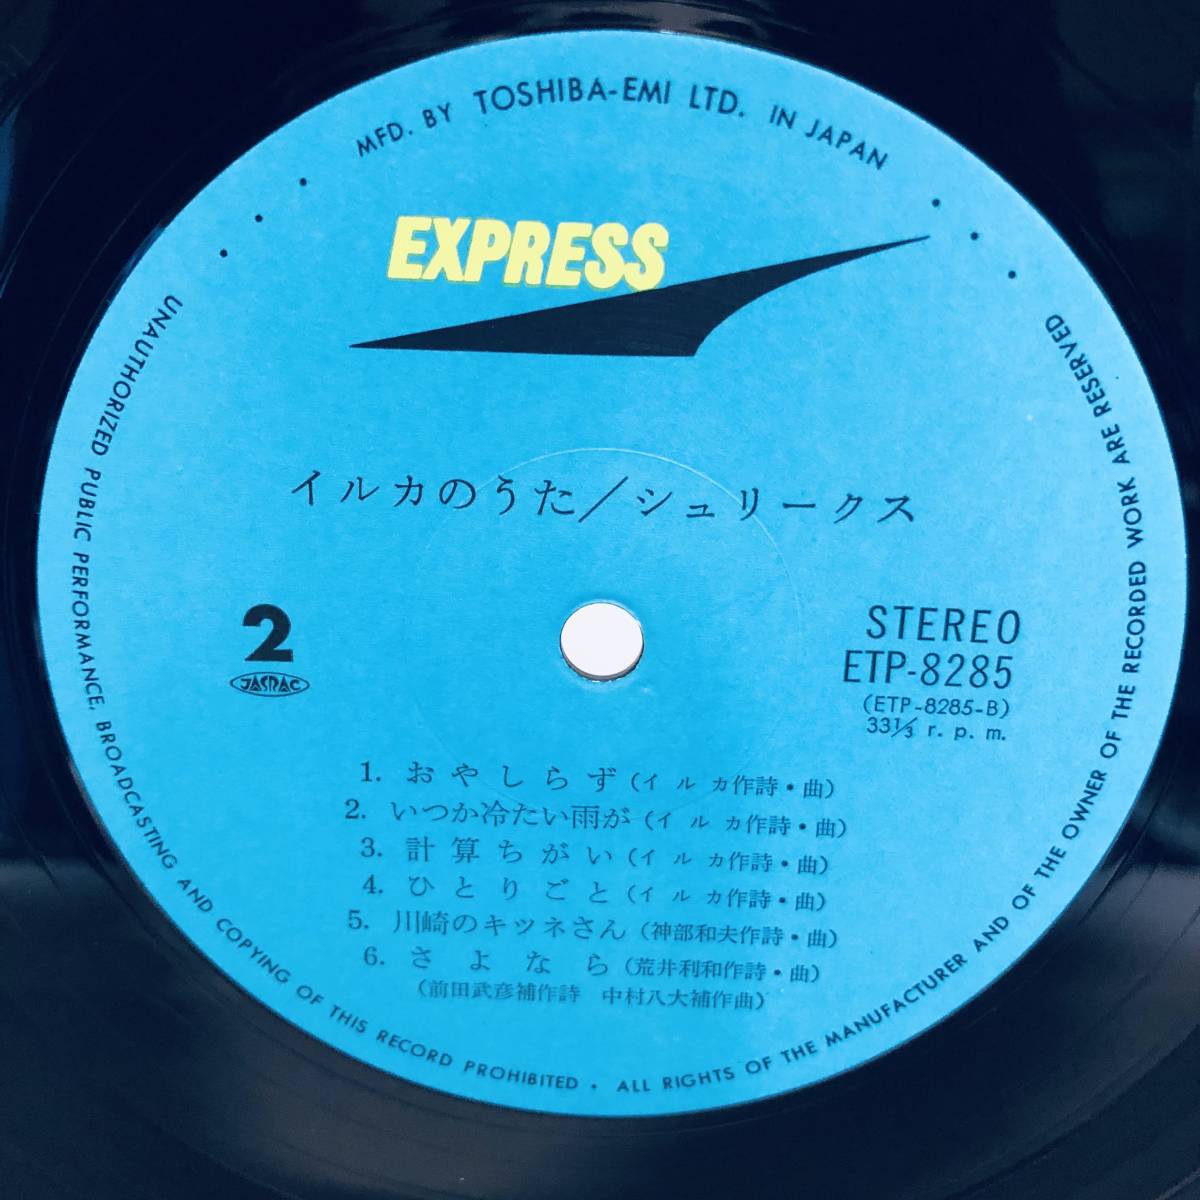 MFD. BY TOSHIBA-EMI LTD. IN JAPAN
EXPRESS
イルカのうた/シュリークス
2
JASRAC
STEREO
ETP-8285
(ETP-8285-B)
33⅓ r. p. m.
1. おやしらず(イルカ作詩・曲)
2. いつか冷たい雨が(イルカ作詩・曲)
3. 計算ちがい(イルカ作詩・曲)
4. ひとりごと(イルカ作詩・曲)
5. 川崎のキツネさん(神部和夫作詩・曲)
6. さよなら(荒井利和作詩・曲)
(前田武彦補作詩 中村八大補作曲)
UNAUTHORIZED PUBLIC PERFORMANCE, BROADCASTING AND COPYING OF THIS RECORD PROHIBITED • ALL RIGHTS OF THE MANUFACTURER AND OF THE OWNER OF THE RECORDED WORK ARE RESERVED